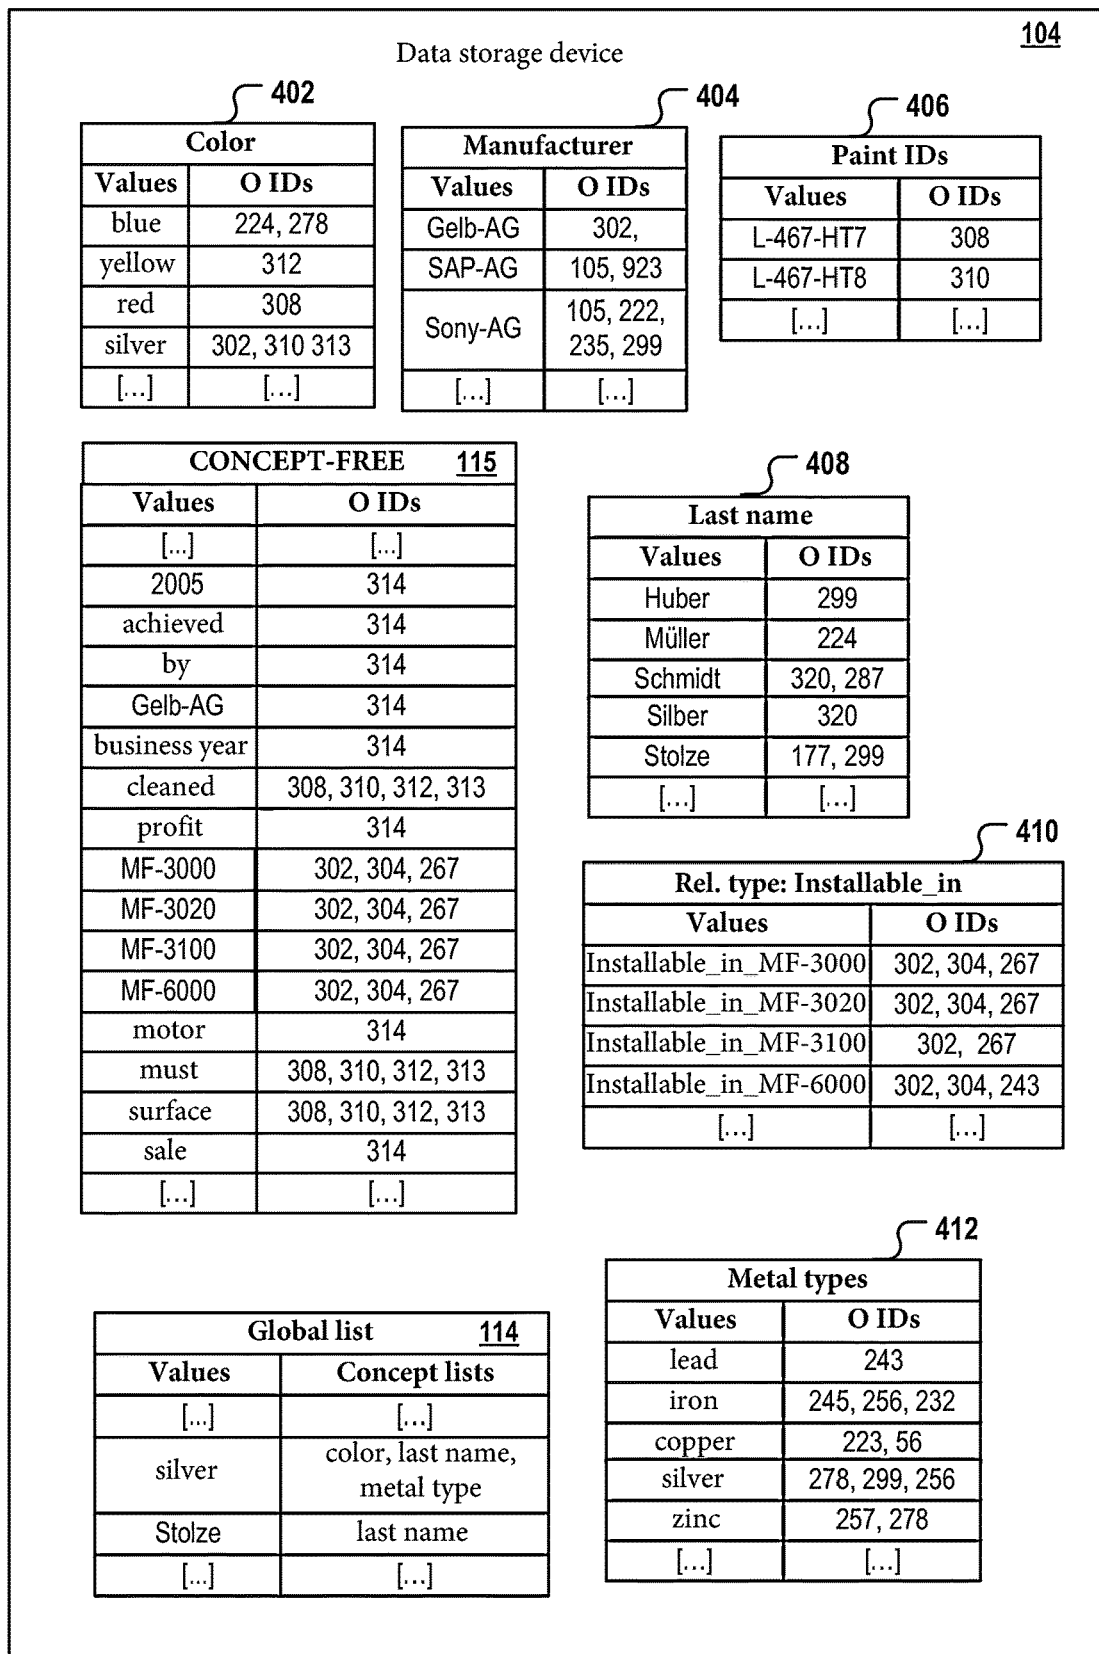 104
Data storage device
402
Color
Values O IDs
blue 224, 278
yellow 312
red 308
silver 302, 310 313
[...] [...]
404
Manufacturer
Values O IDs
Gelb-AG 302,
SAP-AG 105, 923
Sony-AG 105, 222,
235, 299
[...] [...]
406
Paint IDs
Values O IDs
L-467-HT7 308
L-467-HT8 310
[...] [...]
CONCEPT-FREE 115
Values O IDs
[...] [...]
2005 314
achieved 314
by 314
Gelb-AG 314
business year 314
cleaned 308, 310, 312, 313
profit 314
MF-3000 302, 304, 267
MF-3020 302, 304, 267
MF-3100 302, 304, 267
MF-6000 302, 304, 267
motor 314
must 308, 310, 312, 313
surface 308, 310, 312, 313
sale 314
[...] [...]
408
Last name
Values O IDs
Huber 299
Müller 224
Schmidt 320, 287
Silber 320
Stolze 177, 299
[...] [...]
410
Rel. type: Installable_in
Values O IDs
Installable_in_MF-3000 302, 304, 267
Installable_in_MF-3020 302, 304, 267
Installable_in_MF-3100 302, 267
Installable_in_MF-6000 302, 304, 243
[...] [...]
Global list 114
Values Concept lists
[...] [...]
silver color, last name,
metal type
Stolze last name
[...] [...]
412
Metal types
Values O IDs
lead 243
iron 245, 256, 232
copper 223, 56
silver 278, 299, 256
zinc 257, 278
[...] [...]